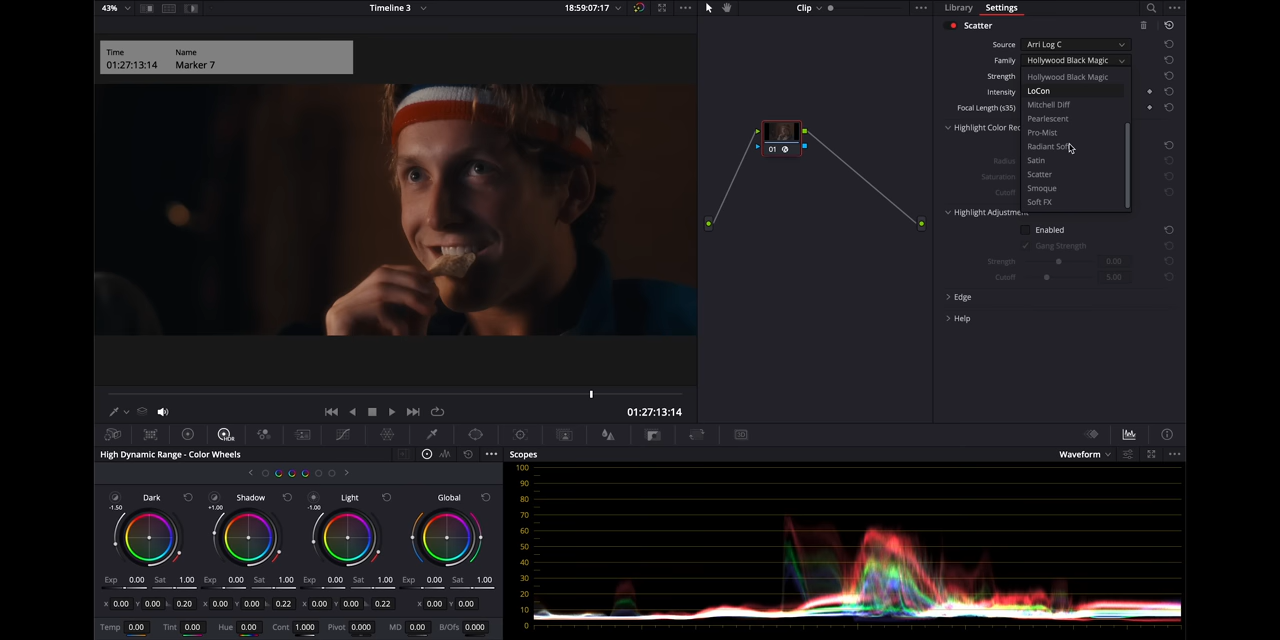 43%
Timeline 3
18:59:07:17
Clip
Library
Settings
Time
Name
01:27:13:14
Marker 7
Scatter
Source
Arri Log C
Family
Hollywood Black Magic
Strength
Hollywood Black Magic
Intensity
LoCon
Focal Length (s35)
Mitchell Diff
Pearlescent
Highlight Color Rec
Pro-Mist
Radiant Soft
Radius
Satin
Saturation
Scatter
Cutoff
Smoque
Soft FX
Highlight Adjustment
Enabled
Gang Strength
Strength
0.00
Cutoff
5.00
Edge
Help
01
01:27:13:14
HDR
3D
High Dynamic Range - Color Wheels
Scopes
Waveform
Dark
Shadow
Light
Global
-1.50
+1.00
-1.00
Exp 0.00 Sat 1.00
Exp 0.00 Sat 1.00
Exp 0.00 Sat 1.00
Exp 0.00 Sat 1.00
X 0.00 Y 0.00 0.20
X 0.00 Y 0.00 0.22
X 0.00 Y 0.00 0.22
X 0.00 Y 0.00
Temp 0.00 Tint 0.00 Hue 0.00 Cont 1.000 Pivot 0.000 MD 0.00 B/Ofs 0.000
100
90
80
70
60
50
40
30
20
10
0